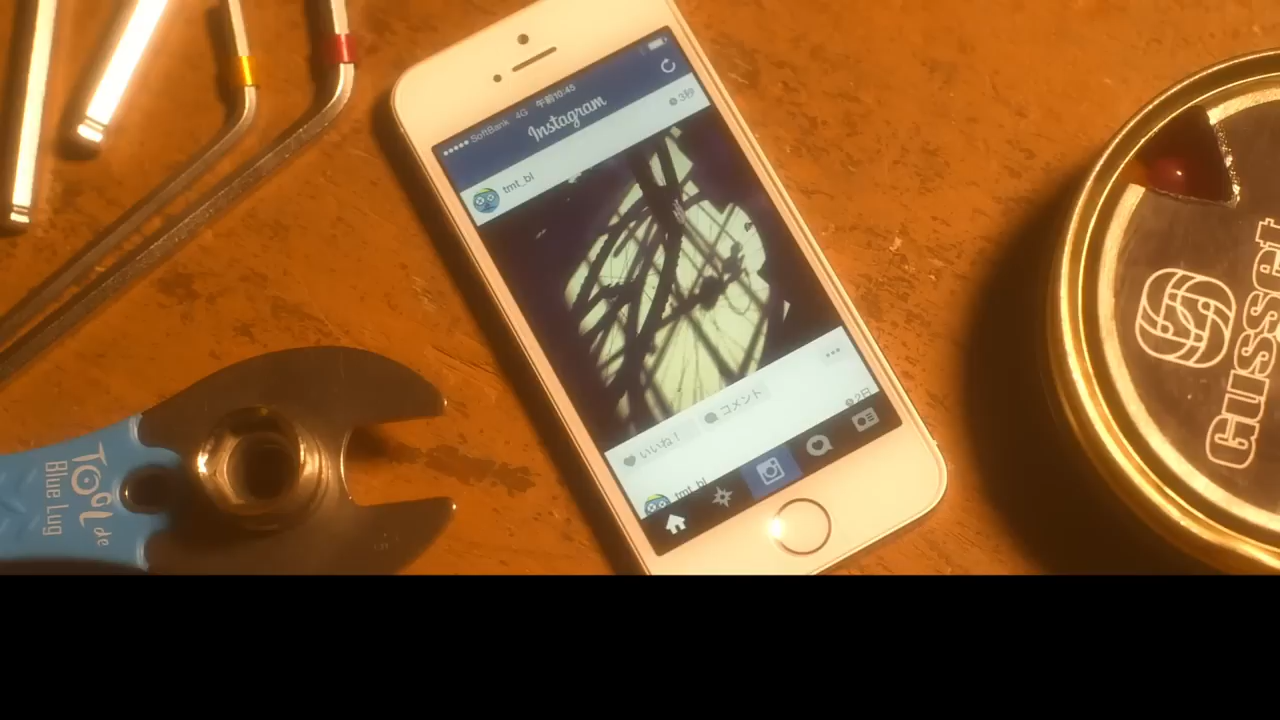 SoftBank 4G 午前10:45
Instagram
tmt_bl
3秒
いいね！
コメント
2日
tmt_bl
TOGL de
Blue Lug
Gusset